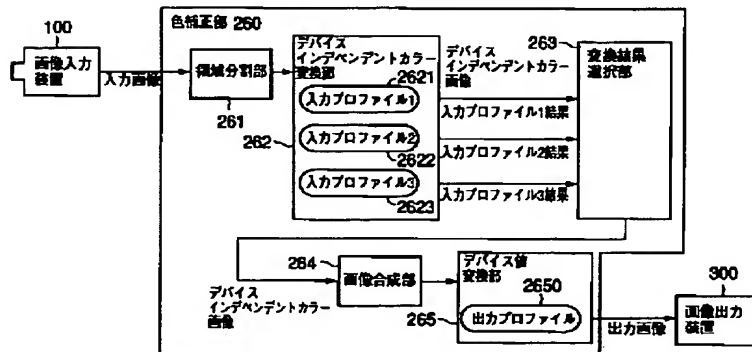 色補正部 260
100
画像入力
装置
入力画像
領域分割部
261
デバイス
インデペンデントカラー
変換部
2621
入力プロファイル1
262
入力プロファイル2
2622
入力プロファイル3
2623
デバイス
インデペンデントカラー
画像
入力プロファイル1結果
入力プロファイル2結果
入力プロファイル3結果
263
変換結果
選択部
264
画像合成部
デバイス
インデペンデントカラー
画像
デバイス値
変換部
2650
265
出力プロファイル
出力画像
300
画像出力
装置